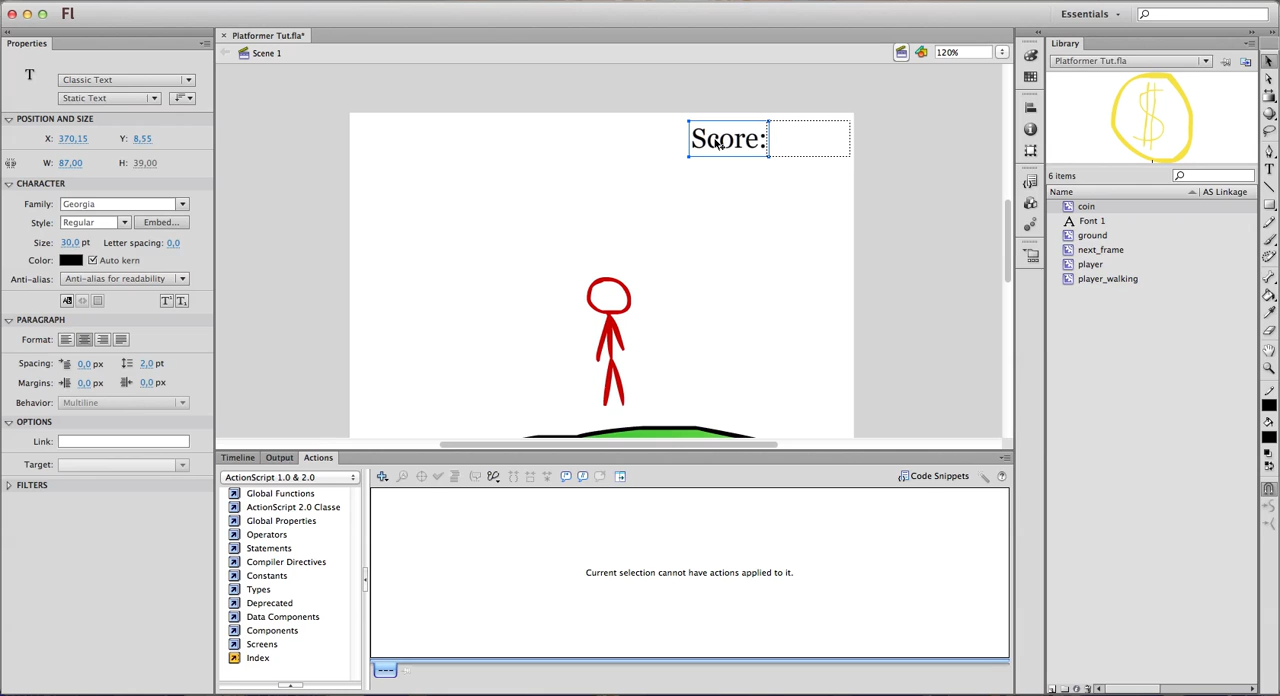 Fl
Essentials
Properties
Platformer Tut.fla*
Library
Scene 1
120%
Platformer Tut.fla
T
Classic Text
Static Text
POSITION AND SIZE
X: 370,15 Y: 8,55
W: 87,00 H: 39,00
CHARACTER
Family: Georgia
Style: Regular Embed...
Size: 30,0 pt Letter spacing: 0,0
Color: Auto kern
Anti-alias: Anti-alias for readability
PARAGRAPH
Format:
Spacing: 0,0 px 2,0 pt
Margins: 0,0 px 0,0 px
Behavior: Multiline
OPTIONS
Link:
Target:
FILTERS
Score:
$
6 items
Name AS Linkage
coin
A Font 1
ground
next_frame
player
player_walking
Timeline Output Actions
ActionScript 1.0 & 2.0
Code Snippets
Global Functions
ActionScript 2.0 Classe
Global Properties
Operators
Statements
Compiler Directives
Constants
Types
Deprecated
Data Components
Components
Screens
Index
Current selection cannot have actions applied to it.